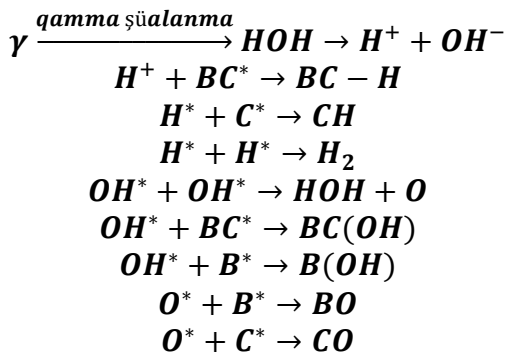 γ \xrightarrow{qamma şüalanma} HOH → H⁺ + OH⁻
H⁺ + BC* → BC − H
H* + C* → CH
H* + H* → H₂
OH* + OH* → HOH + O
OH* + BC* → BC(OH)
OH* + B* → B(OH)
O* + B* → BO
O* + C* → CO